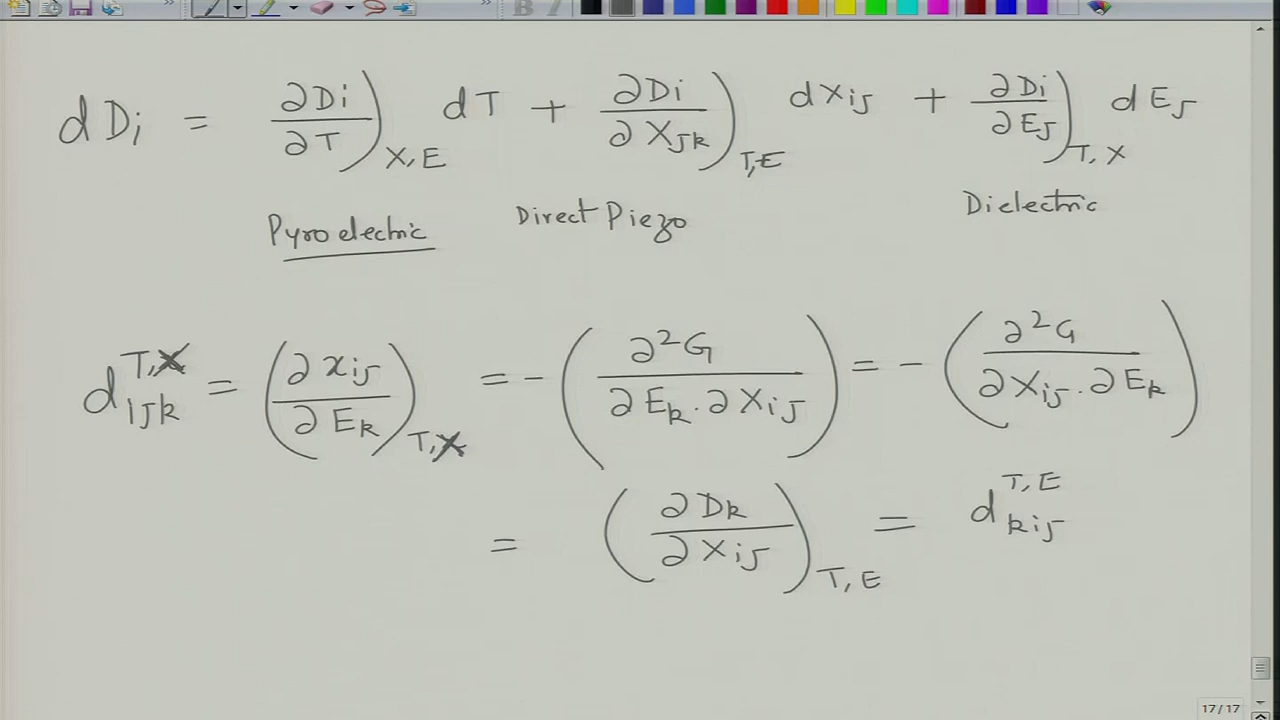 dDi = ∂Di/∂T)X,E dT + ∂Di/∂Xjk)T,E dXij + ∂Di/∂Ej)T,X dEj
Pyroelectric Direct Piezo Dielectric
d^{T,X}_{ijk} = (∂xij/∂Ek)T,X = -(∂²G/∂Ek.∂Xij) = -(∂²G/∂Xij.∂Ek)
= (∂Dk/∂Xij)T,E = d^{T,E}_{kij}
17/17